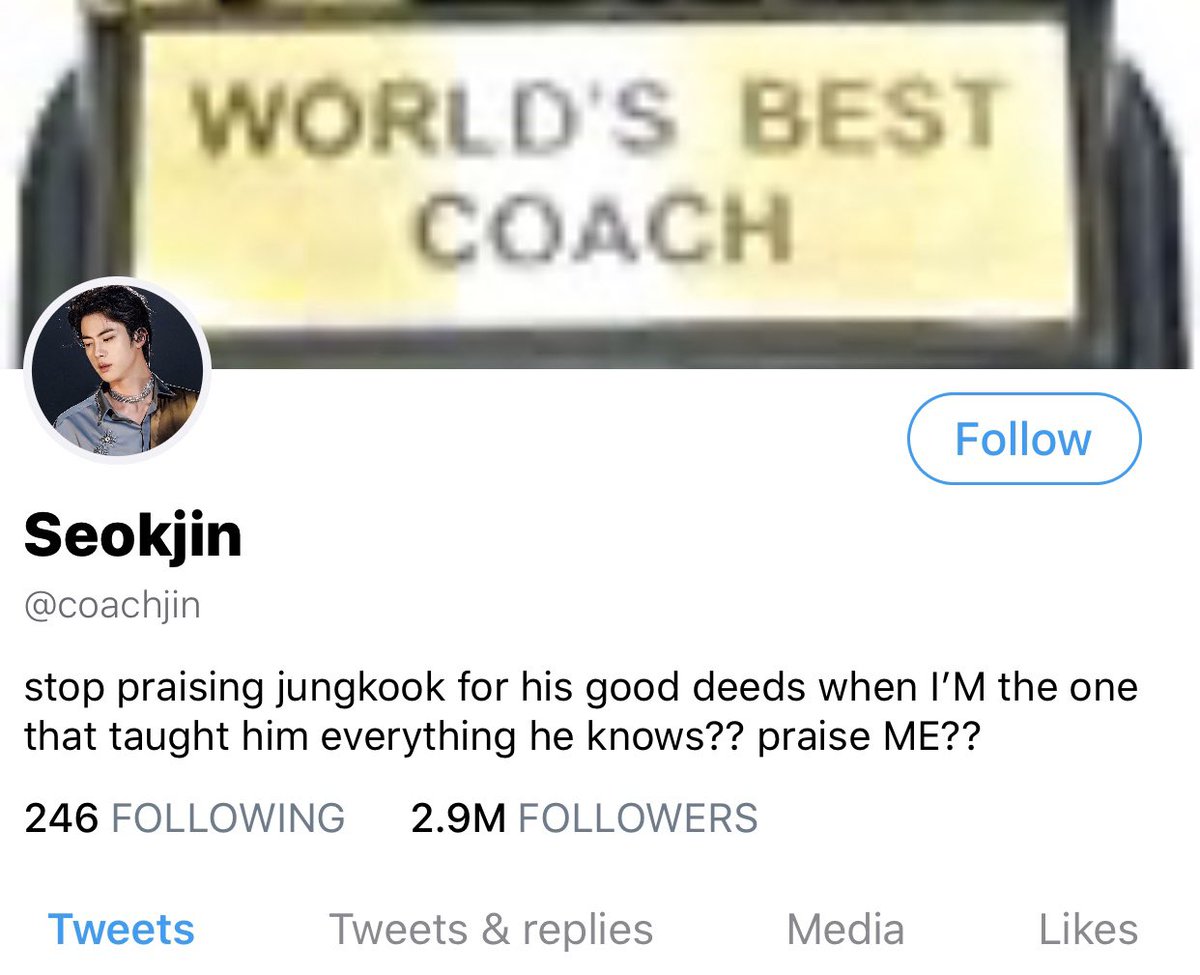 WORLD'S BEST
COACH
Follow
Seokjin
@coachjin
stop praising jungkook for his good deeds when I’M the one
that taught him everything he knows?? praise ME??
246 FOLLOWING 2.9M FOLLOWERS
Tweets Tweets & replies Media Likes